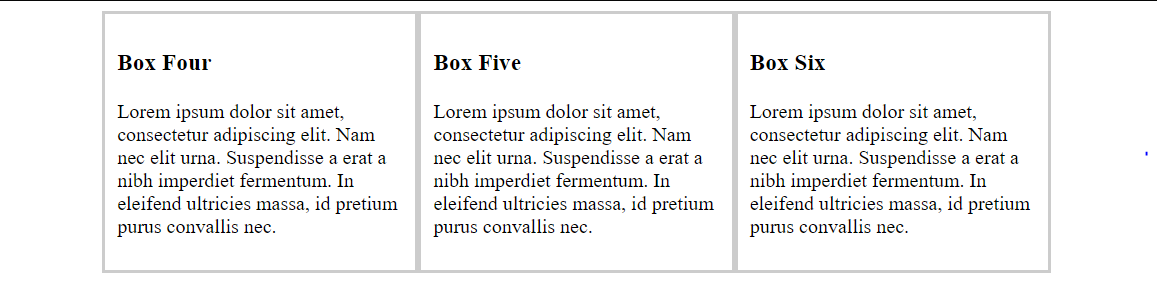 Box Four
Lorem ipsum dolor sit amet,
consectetur adipiscing elit. Nam
nec elit urna. Suspendisse a erat a
nibh imperdiet fermentum. In
eleifend ultricies massa, id pretium
purus convallis nec.
Box Five
Lorem ipsum dolor sit amet,
consectetur adipiscing elit. Nam
nec elit urna. Suspendisse a erat a
nibh imperdiet fermentum. In
eleifend ultricies massa, id pretium
purus convallis nec.
Box Six
Lorem ipsum dolor sit amet,
consectetur adipiscing elit. Nam
nec elit urna. Suspendisse a erat a
nibh imperdiet fermentum. In
eleifend ultricies massa, id pretium
purus convallis nec.